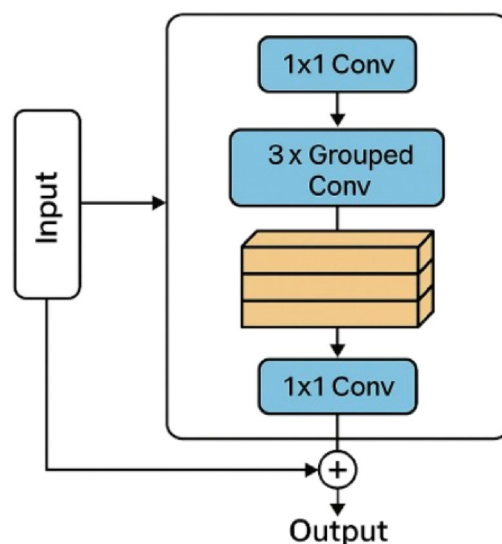 1x1 Conv
3 x Grouped
Conv
Input
1x1 Conv
+
Output